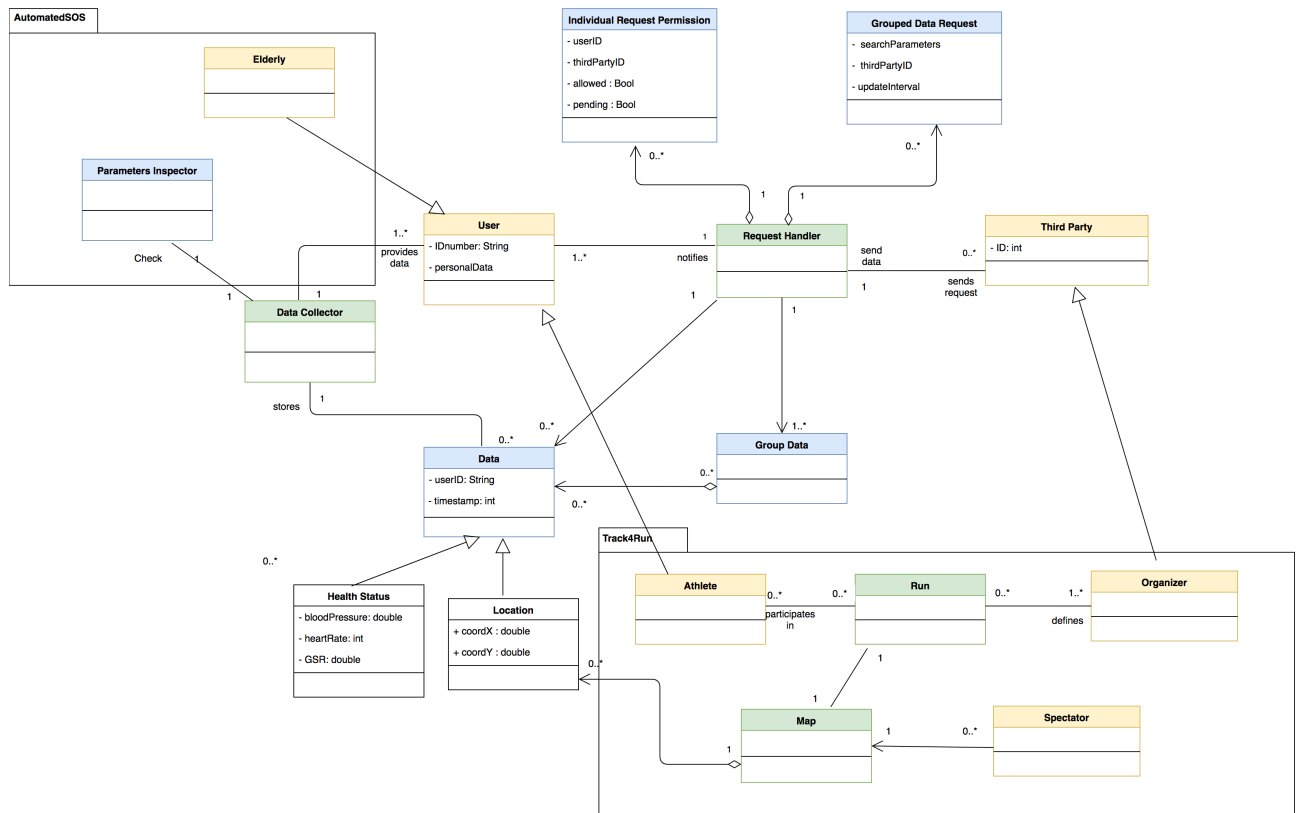 AutomatedSOS
Elderly
Parameters Inspector
Check
1
1
1
Data Collector
1..*
provides
data
User
- IDnumber: String
- personalData
1..*
1
notifies
Individual Request Permission
- userID
- thirdPartyID
- allowed : Bool
- pending : Bool
0..*
1
Grouped Data Request
- searchParameters
- thirdPartyID
- updateInterval
0..*
1
Request Handler
send
data
1
0..*
sends
request
Third Party
- ID: int
1
1
stores
1
0..*
0..*
1..*
Data
- userID: String
- timestamp: int
0..*
0..*
Group Data
0..*
Health Status
- bloodPressure: double
- heartRate: int
- GSR: double
Location
+ coordX : double
+ coordY : double
0..*
Track4Run
Athlete
0..*
participates
in
0..*
Run
0..*
1..*
defines
Organizer
1
1
Map
1
1
0..*
Spectator